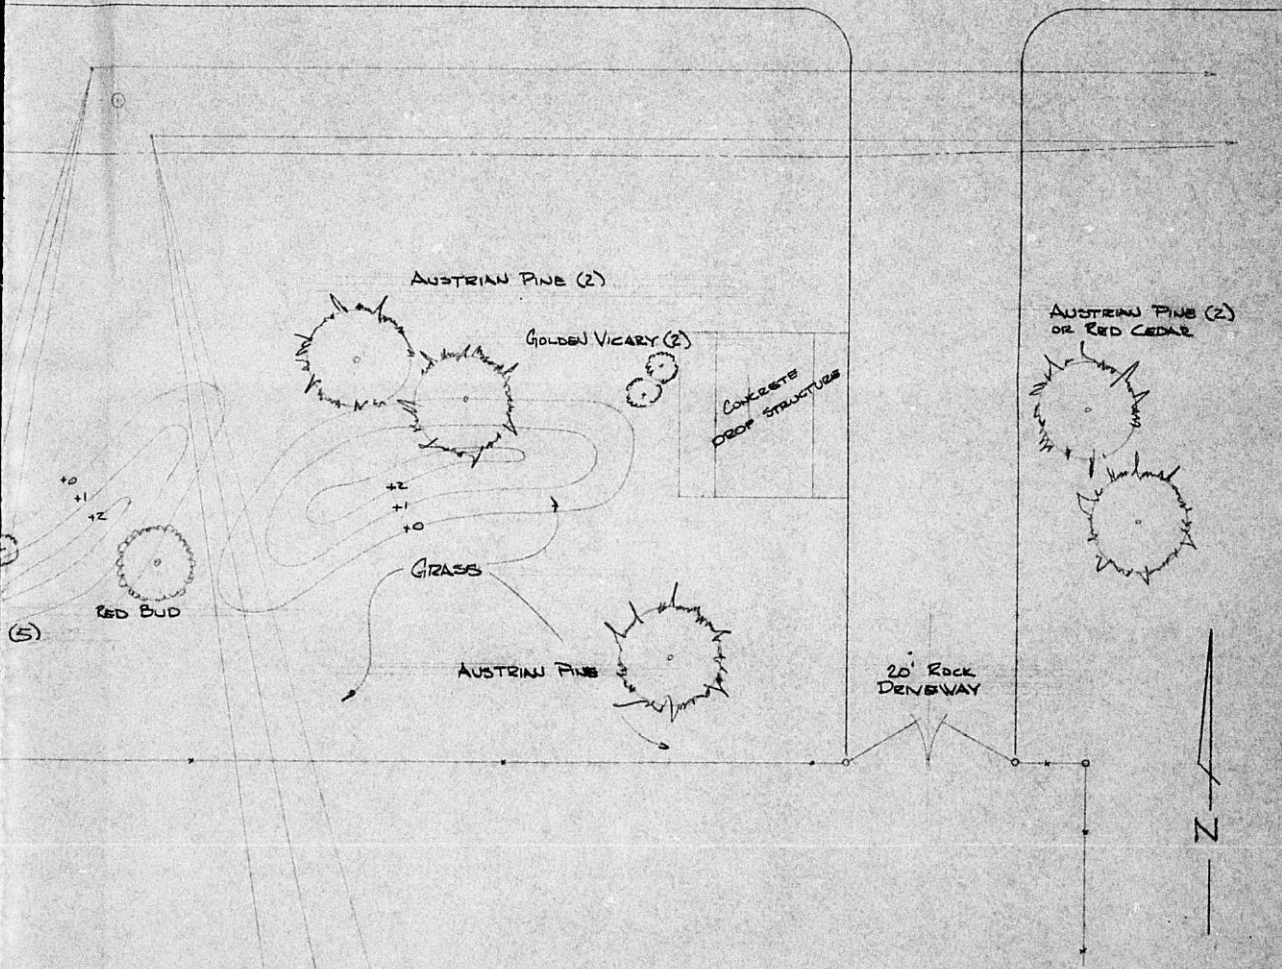 AUSTRIAN PINE (2)
GOLDEN VICARY (2)
AUSTRIAN PINE (2)
OR RED CEDAR
CONCRETE
DROP STRUCTURE
+0
+1
+2
+2
+1
+0
GRASS
RED BUD
(5)
AUSTRIAN PINE
20' ROCK
DRIVEWAY
N